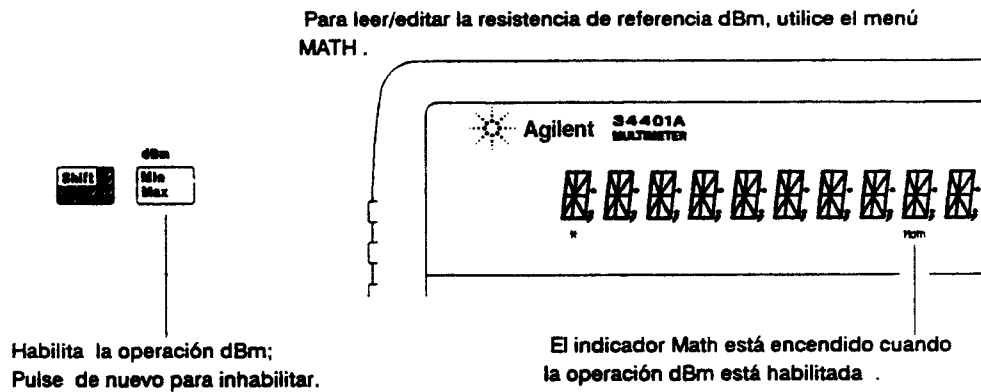 Para leer/editar la resistencia de referencia dBm, utilice el menú
MATH .
Agilent 34401A
MULTIMETER
dBm
Shift
Min
Max
*
Math
Habilita la operación dBm;
Pulse de nuevo para inhabilitar.
El indicador Math está encendido cuando
la operación dBm está habilitada .